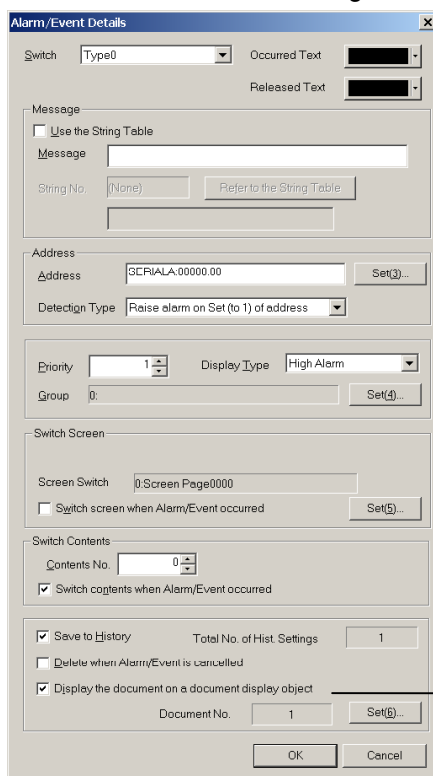 Alarm/Event Details
Switch Type0 Occurred Text
Released Text
Message
Use the String Table
Message
String No. (None) Refer to the String Table
Address
Address SERIALA:00000.00 Set(3)...
Detection Type Raise alarm on Set (to 1) of address
Priority 1 Display Type High Alarm
Group 0: Set(4)...
Switch Screen
Screen Switch 0:Screen Page0000
Switch screen when Alarm/Event occurred Set(5)...
Switch Contents
Contents No. 0
Switch contents when Alarm/Event occurred
Save to History Total No. of Hist. Settings 1
Delete when Alarm/Event is cancelled
Display the document on a document display object
Document No. 1 Set(6)...
OK Cancel